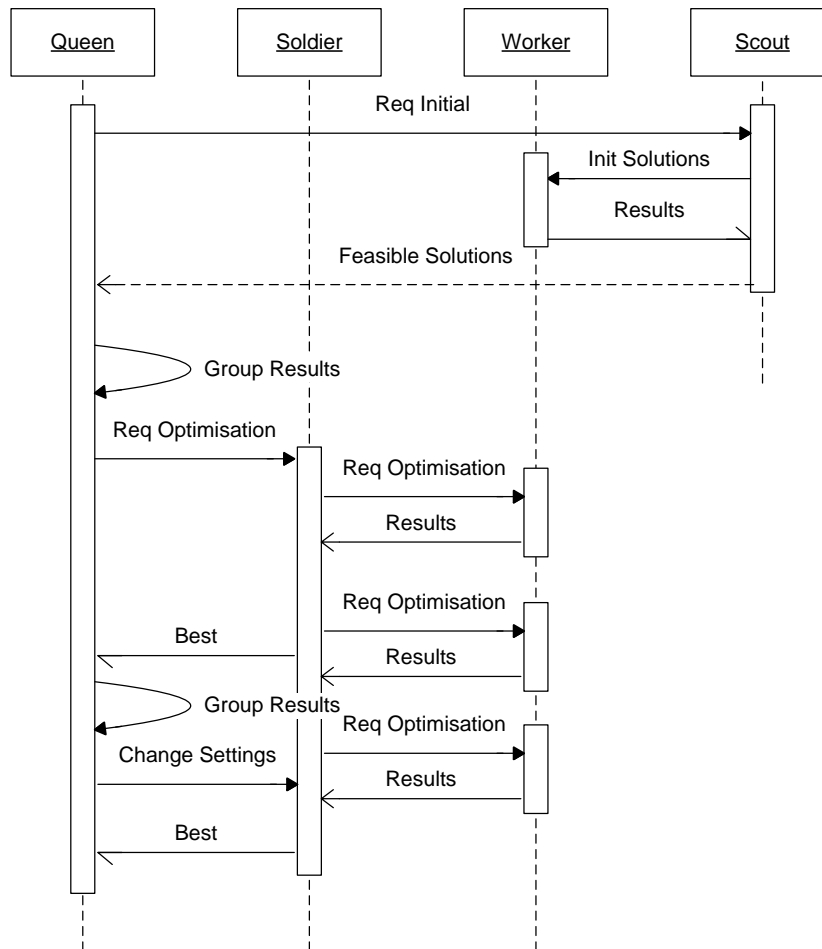 Queen
Soldier
Worker
Scout
Req Initial
Init Solutions
Results
Feasible Solutions
Group Results
Req Optimisation
Req Optimisation
Results
Req Optimisation
Best
Results
Group Results
Req Optimisation
Change Settings
Results
Best